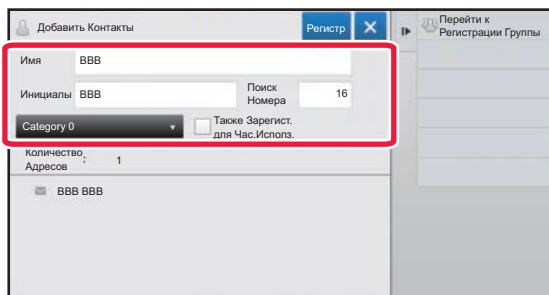 Добавить Контакты
Регистр
Перейти к
Регистрации Группы
Имя
BBB
Инициалы
BBB
Поиск
Номера
16
Category 0
Также Зарегист.
для Час.Исполз.
Количество
Адресов
:
1
BBB BBB